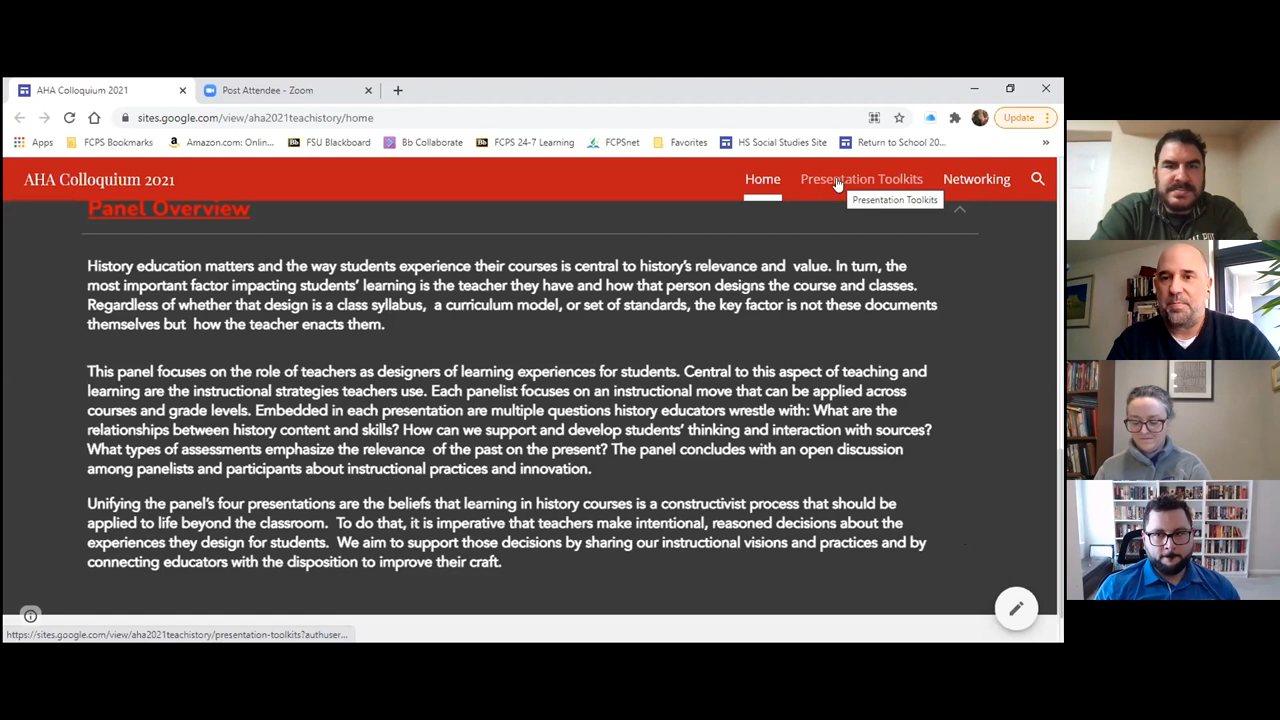 AHA Colloquium 2021
Post Attendee - Zoom
sites.google.com/view/aha2021teachistory/home
Update
Apps
FCPS Bookmarks
Amazon.com: Onlin...
FSU Blackboard
Bb Collaborate
FCPS 24-7 Learning
FCPSnet
Favorites
HS Social Studies Site
Return to School 20...
AHA Colloquium 2021
Home
Presentation Toolkits
Networking
Presentation Toolkits
Panel Overview
History education matters and the way students experience their courses is central to history's relevance and value. In turn, the
most important factor impacting students' learning is the teacher they have and how that person designs the course and classes.
Regardless of whether that design is a class syllabus, a curriculum model, or set of standards, the key factor is not these documents
themselves but how the teacher enacts them.
This panel focuses on the role of teachers as designers of learning experiences for students. Central to this aspect of teaching and
learning are the instructional strategies teachers use. Each panelist focuses on an instructional move that can be applied across
courses and grade levels. Embedded in each presentation are multiple questions history educators wrestle with: What are the
relationships between history content and skills? How can we support and develop students' thinking and interaction with sources?
What types of assessments emphasize the relevance of the past on the present? The panel concludes with an open discussion
among panelists and participants about instructional practices and innovation.
Unifying the panel's four presentations are the beliefs that learning in history courses is a constructivist process that should be
applied to life beyond the classroom. To do that, it is imperative that teachers make intentional, reasoned decisions about the
experiences they design for students. We aim to support those decisions by sharing our instructional visions and practices and by
connecting educators with the disposition to improve their craft.
https://sites.google.com/view/aha2021teachistory/presentation-toolkits?authuser...